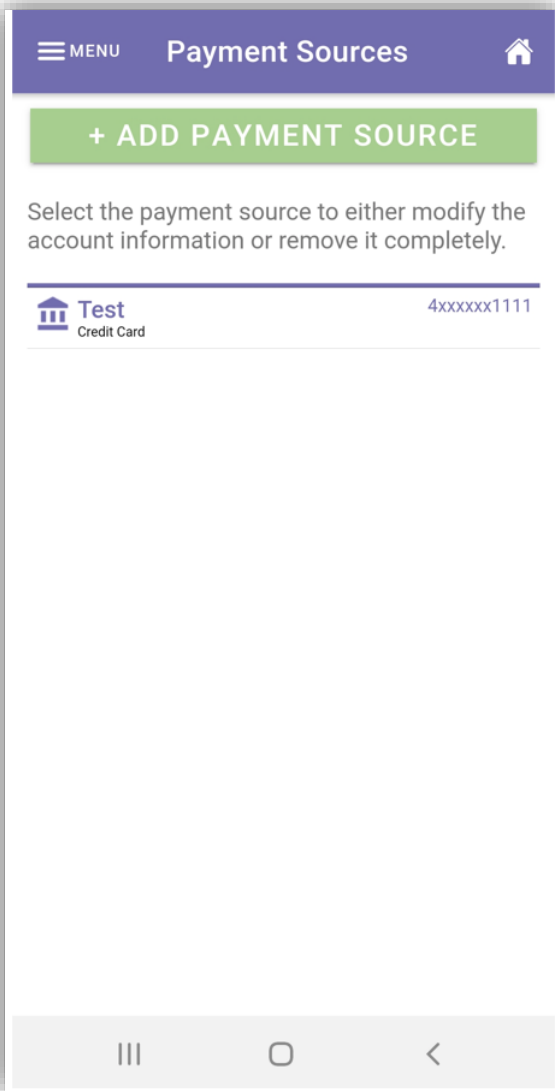 MENU Payment Sources
+ ADD PAYMENT SOURCE
Select the payment source to either modify the
account information or remove it completely.
Test 4xxxxxx1111
Credit Card